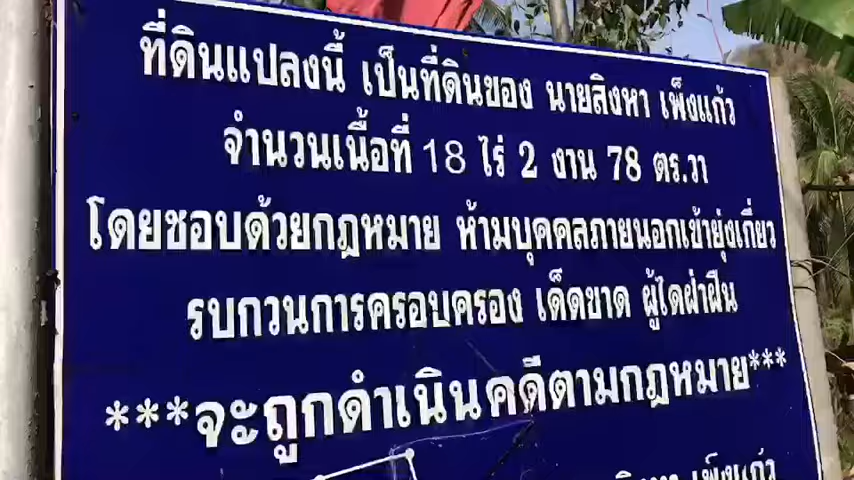 ที่ดินแปลงนี้ เป็นที่ดินของ นายสิงหา เพ็งแก้ว
จำนวนเนื้อที่ 18 ไร่ 2 งาน 78 ตร.วา
โดยชอบด้วยกฎหมาย ห้ามบุคคลภายนอกเข้ายุ่งเกี่ยว
รบกวนการครอบครอง เด็ดขาด ผู้ใดฝ่าฝืน
***จะถูกดำเนินคดีตามกฎหมาย***
สิงหา เพ็งแก้ว